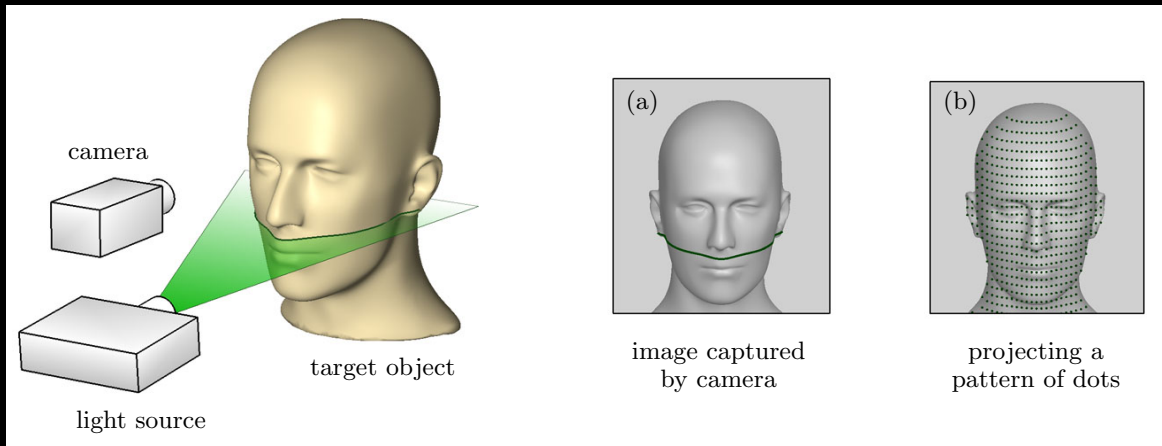 camera
light source
target object
(a)
image captured
by camera
(b)
projecting a
pattern of dots